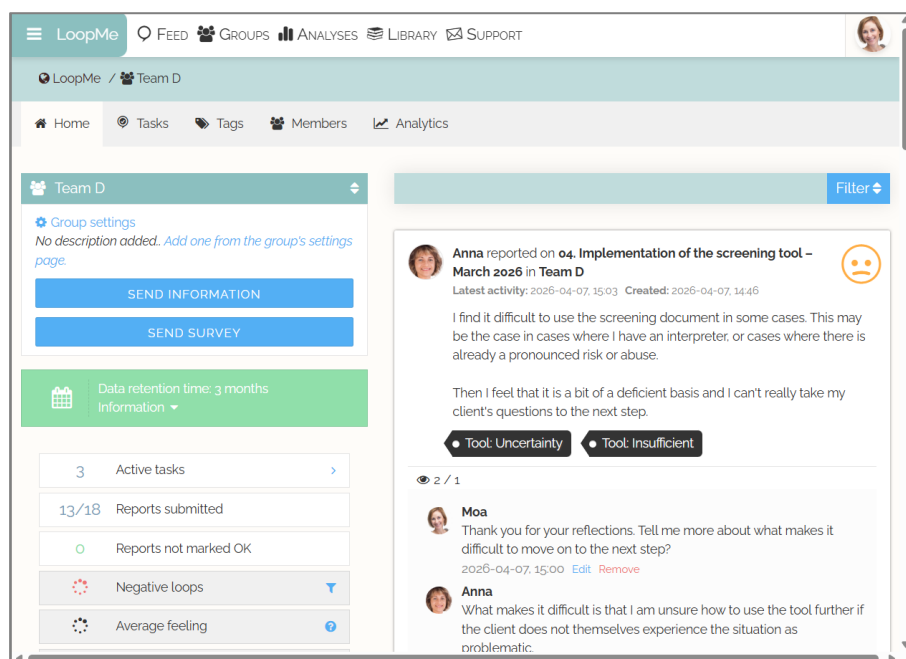 LoopMe Feed Groups Analyses Library Support
LoopMe / Team D
Home Tasks Tags Members Analytics
Team D
Group settings
No description added.. Add one from the group's settings
page.
SEND INFORMATION
SEND SURVEY
Data retention time: 3 months
Information
3 Active tasks
13/18 Reports submitted
0 Reports not marked OK
Negative loops
Average feeling
Filter
Anna reported on 04. Implementation of the screening tool –
March 2026 in Team D
Latest activity: 2026-04-07, 15:03 Created: 2026-04-07, 14:46
I find it difficult to use the screening document in some cases. This may
be the case in cases where I have an interpreter, or cases where there is
already a pronounced risk or abuse.
Then I feel that it is a bit of a deficient basis and I can't really take my
client's questions to the next step.
Tool: Uncertainty Tool: Insufficient
2 / 1
Moa
Thank you for your reflections. Tell me more about what makes it
difficult to move on to the next step?
2026-04-07, 15:00 Edit Remove
Anna
What makes it difficult is that I am unsure how to use the tool further if
the client does not themselves experience the situation as
problematic.